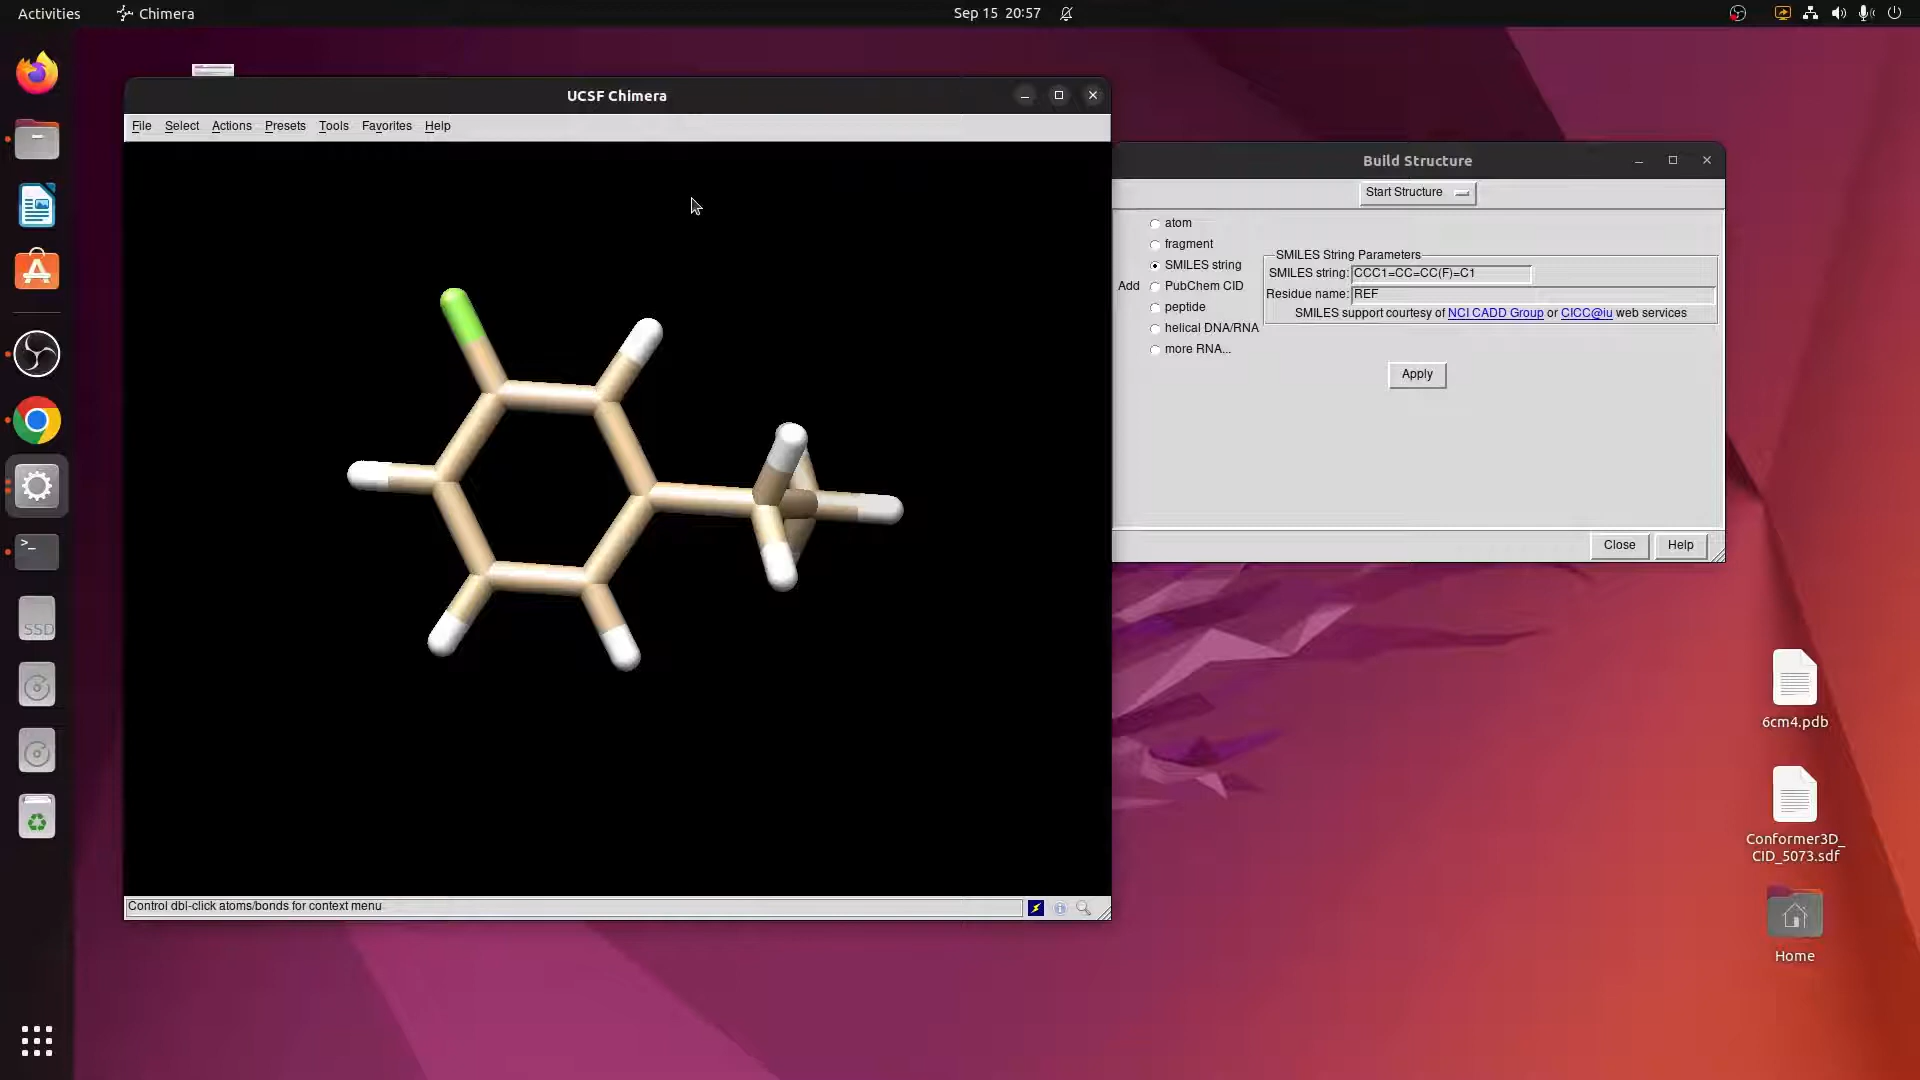 Activities
Chimera
Sep 15 20:57
UCSF Chimera
File Select Actions Presets Tools Favorites Help
Build Structure
Start Structure
Add
atom
fragment
SMILES string
PubChem CID
peptide
helical DNA/RNA
more RNA...
SMILES String Parameters
SMILES string: CCC1=CC=CC(F)=C1
Residue name: REF
SMILES support courtesy of NCI CADD Group or CICC@iu web services
Apply
Close Help
Control dbl-click atoms/bonds for context menu
SSD
6cm4.pdb
Conformer3D_
CID_5073.sdf
Home